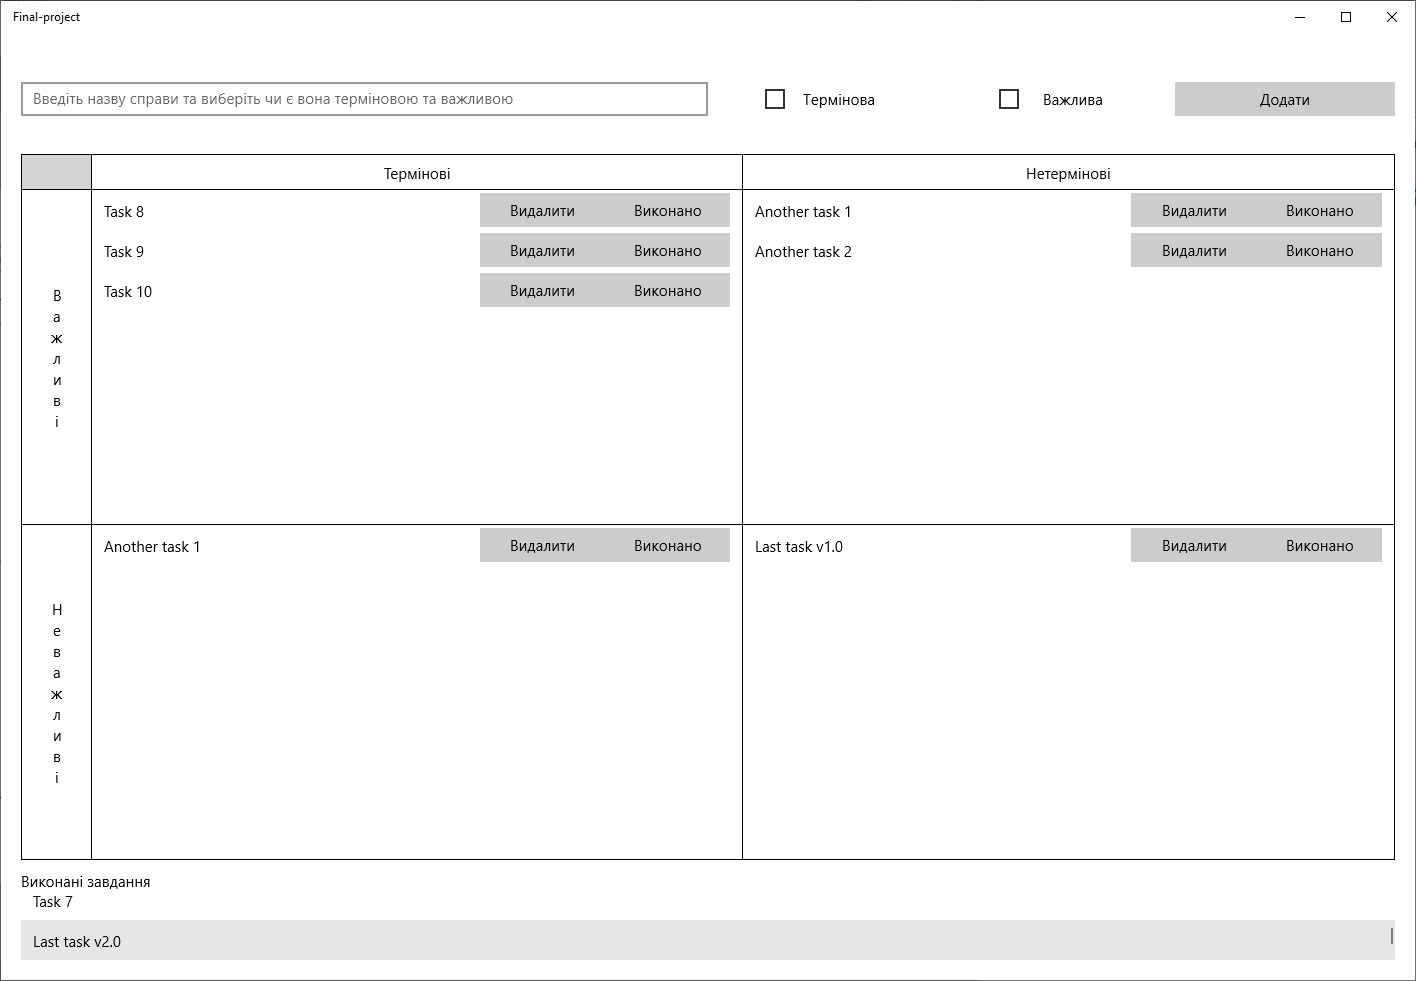 Final-project
Введіть назву справи та виберіть чи є вона терміновою та важливою
Термінова
Важлива
Додати
Термінові
Нетермінові
Важливі
Task 8 Видалити Виконано
Task 9 Видалити Виконано
Task 10 Видалити Виконано
Another task 1 Видалити Виконано
Another task 2 Видалити Виконано
Неважливі
Another task 1 Видалити Виконано
Last task v1.0 Видалити Виконано
Виконані завдання
Task 7
Last task v2.0